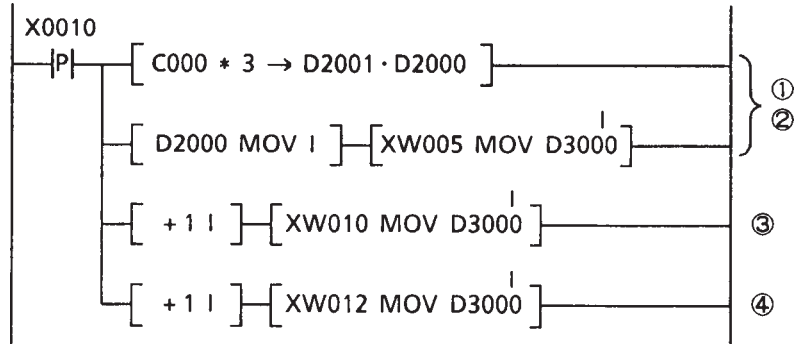 X0010
P [ C000 * 3 → D2001 · D2000 ] ①
②
I
[ D2000 MOV I ] [ XW005 MOV D3000 ]
I
[ + 1 I ] [ XW010 MOV D3000 ] ③
I
[ + 1 I ] [ XW012 MOV D3000 ] ④